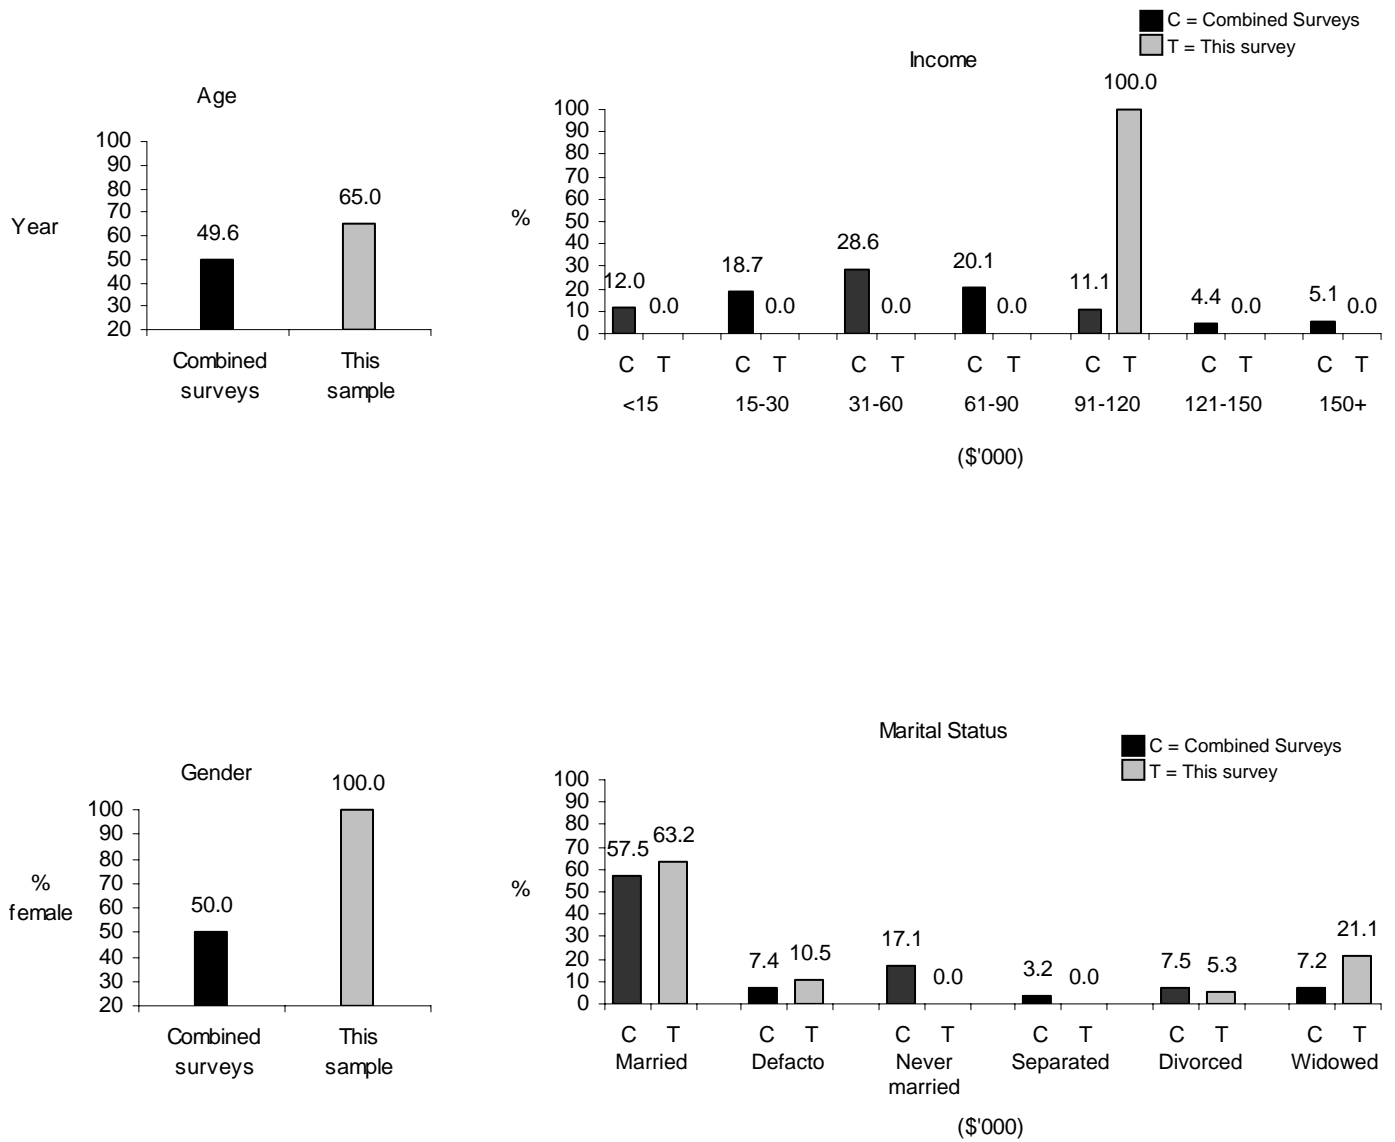 C = Combined Surveys
T = This survey
Age
Year
100
90
80
70
60
50
40
30
20
49.6
65.0
Combined surveys
This sample
Income
%
100
90
80
70
60
50
40
30
20
10
0
12.0 0.0 18.7 0.0 28.6 0.0 20.1 0.0 11.1 100.0 4.4 0.0 5.1 0.0
C T C T C T C T C T C T C T
<15 15-30 31-60 61-90 91-120 121-150 150+
($'000)
Gender
%
female
100
90
80
70
60
50
40
30
20
50.0
100.0
Combined surveys
This sample
Marital Status
C = Combined Surveys
T = This survey
%
100
90
80
70
60
50
40
30
20
10
0
57.5 63.2 7.4 10.5 17.1 0.0 3.2 0.0 7.5 5.3 7.2 21.1
C T C T C T C T C T C T
Married Defacto Never married Separated Divorced Widowed
($'000)